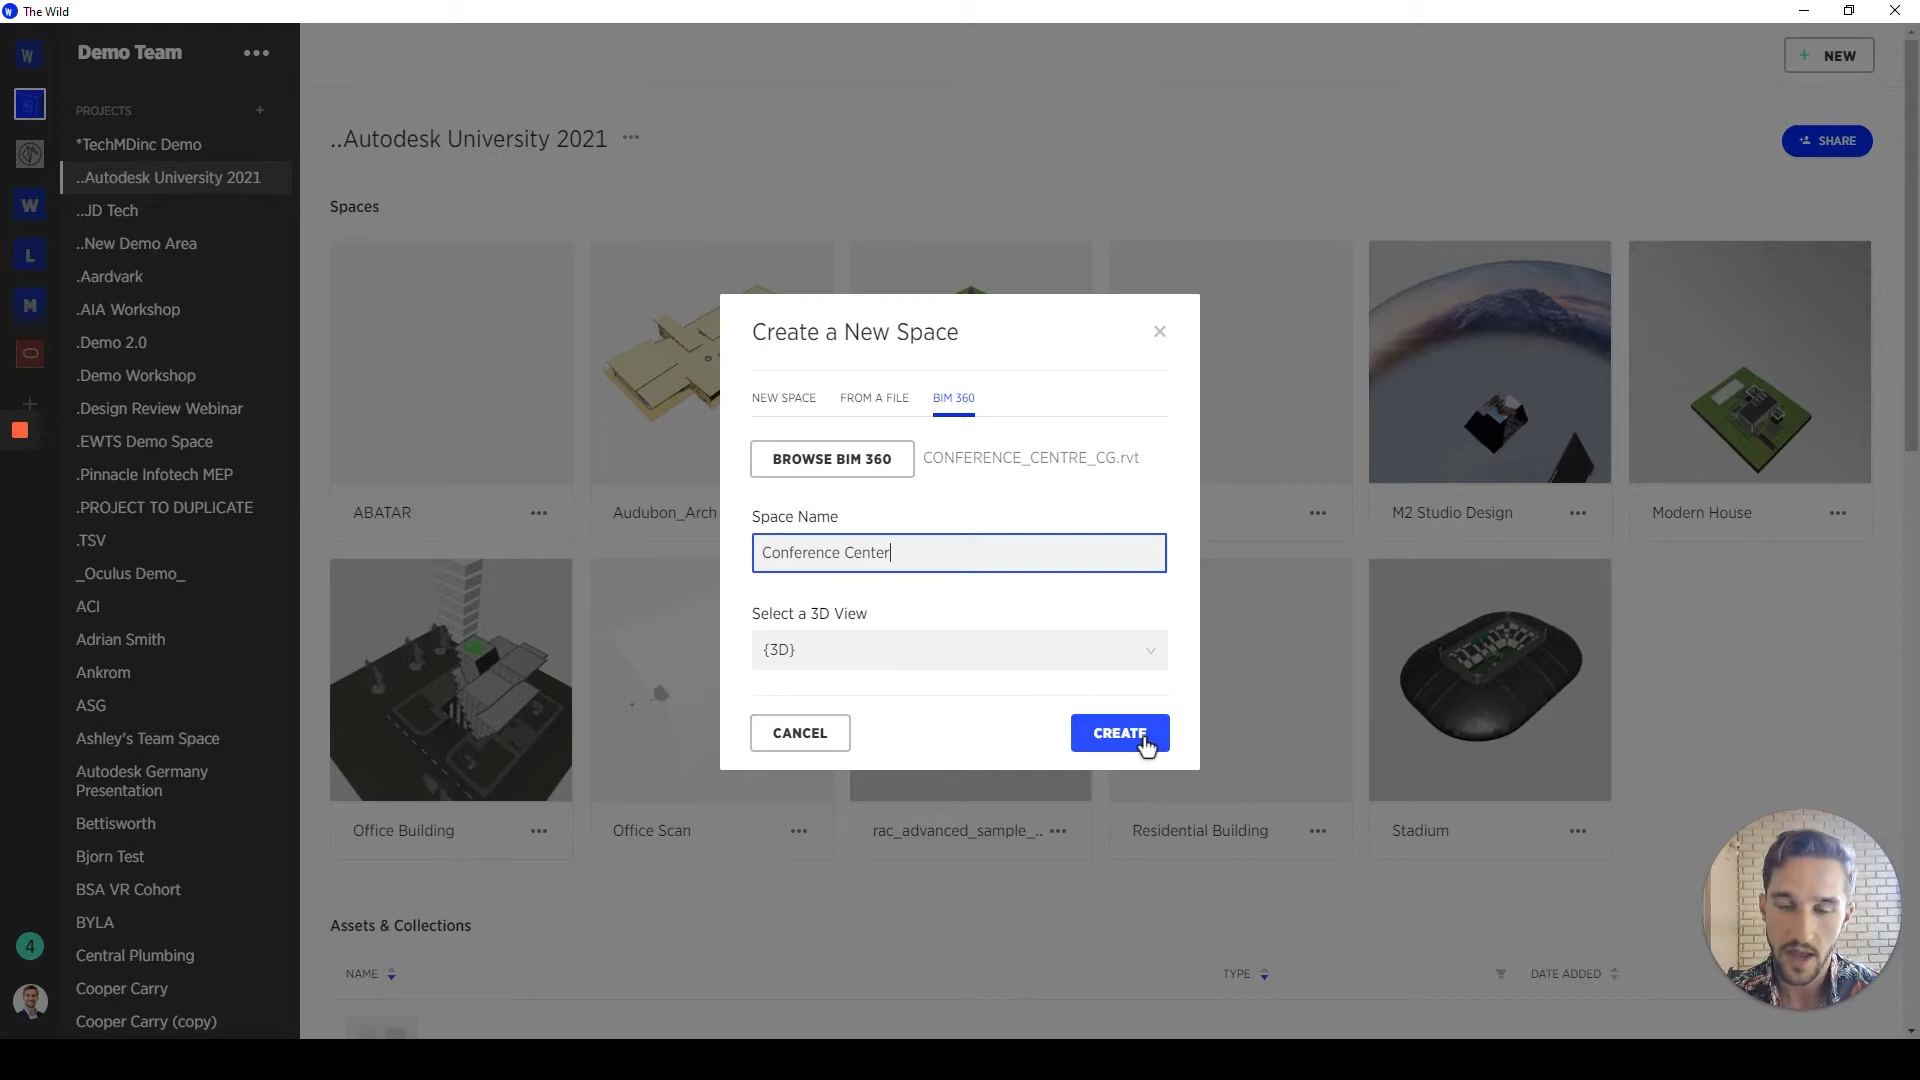 The Wild
W
Demo Team
•••
+ NEW
PROJECTS +
*TechMDinc Demo
..Autodesk University 2021
..JD Tech
..New Demo Area
.Aardvark
.AIA Workshop
.Demo 2.0
.Demo Workshop
.Design Review Webinar
.EWTS Demo Space
.Pinnacle Infotech MEP
.PROJECT TO DUPLICATE
.TSV
_Oculus Demo_
ACI
Adrian Smith
Ankrom
ASG
Ashley's Team Space
Autodesk Germany
Presentation
Bettisworth
Bjorn Test
BSA VR Cohort
BYLA
Central Plumbing
Cooper Carry
Cooper Carry (copy)
W
L
M
4
..Autodesk University 2021 •••
SHARE
Spaces
ABATAR •••
Audubon_Arch
M2 Studio Design •••
Modern House •••
Office Building •••
Office Scan •••
rac_advanced_sample_.. •••
Residential Building •••
Stadium •••
Create a New Space
NEW SPACE FROM A FILE BIM 360
BROWSE BIM 360 CONFERENCE_CENTRE_CG.rvt
Space Name
Conference Center
Select a 3D View
{3D}
CANCEL CREATE
Assets & Collections
NAME TYPE DATE ADDED